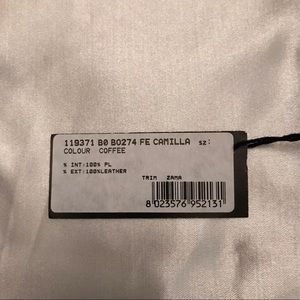 119371 B0 B0274 FE CAMILLA SZ:
COLOUR COFFEE
% INT:100% PL
% EXT:100%LEATHER
TRIM ZAMA
8 023576 952131